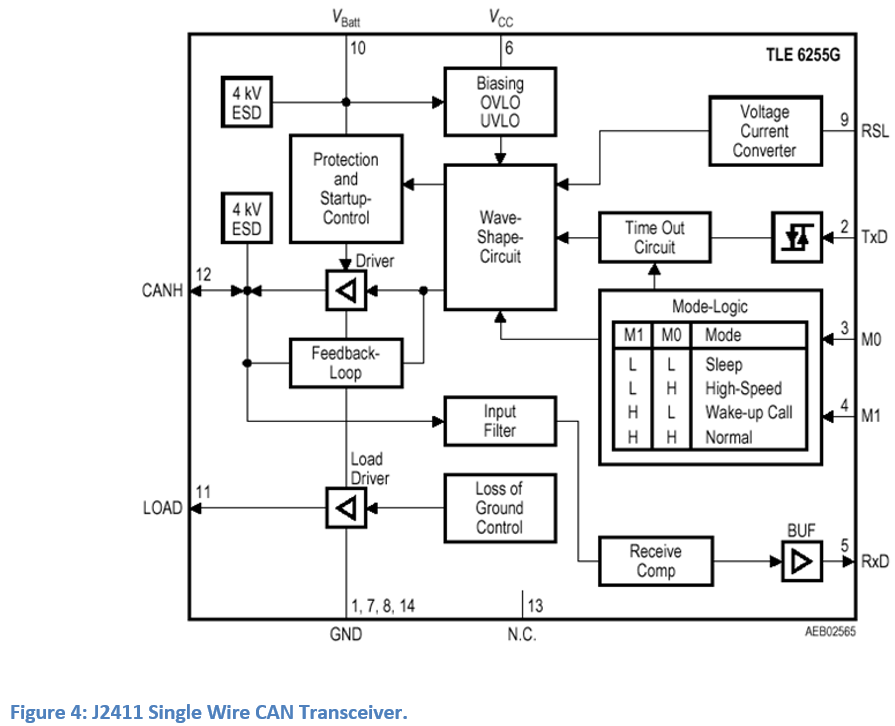 VBatt
VCC
10
6
TLE 6255G
4 kV
ESD
Biasing
OVLO
UVLO
Voltage
Current
Converter
9
RSL
Protection
and
Startup-
Control
4 kV
ESD
Wave-
Shape-
Circuit
Time Out
Circuit
2
TxD
Driver
12
CANH
Mode-Logic
M1 M0 Mode
L L Sleep
L H High-Speed
H L Wake-up Call
H H Normal
3
M0
4
M1
Feedback-
Loop
Input
Filter
Load
Driver
11
LOAD
Loss of
Ground
Control
Receive
Comp
BUF
5
RxD
1, 7, 8, 14
13
GND
N.C.
AEB02565
Figure 4: J2411 Single Wire CAN Transceiver.